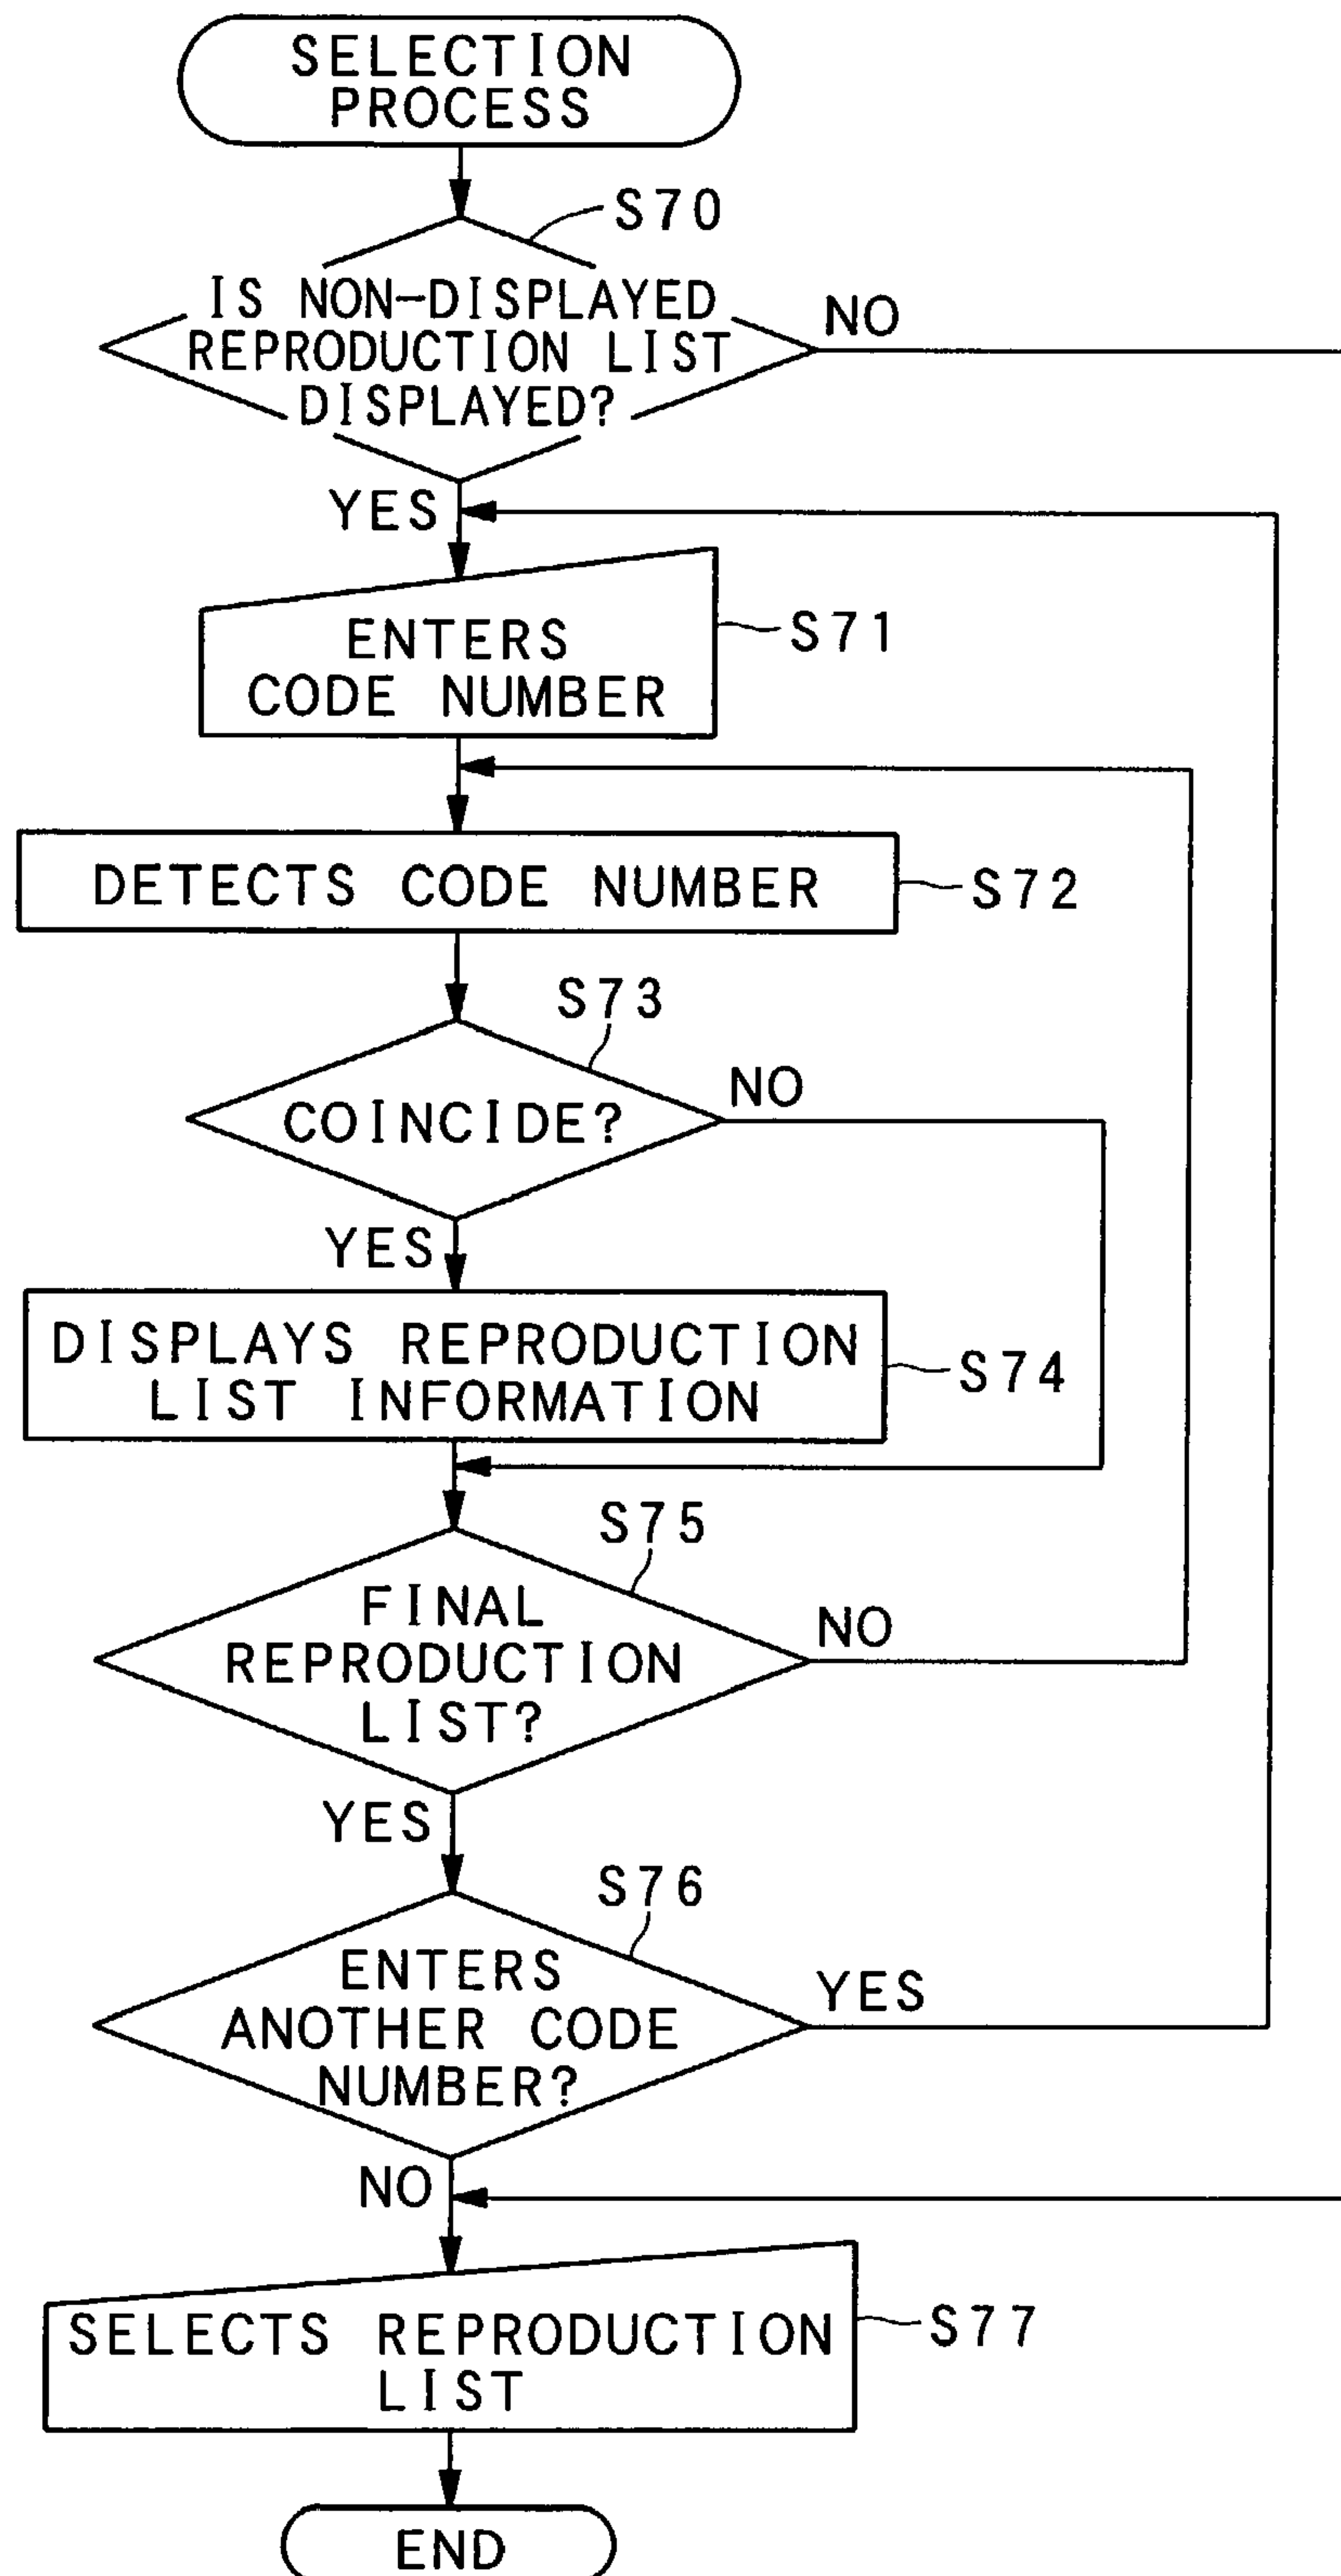 SELECTION
PROCESS
S70
IS NON-DISPLAYED
REPRODUCTION LIST
DISPLAYED?
NO
YES
ENTERS
CODE NUMBER
S71
DETECTS CODE NUMBER
S72
S73
COINCIDE?
NO
YES
DISPLAYS REPRODUCTION
LIST INFORMATION
S74
S75
FINAL
REPRODUCTION
LIST?
NO
YES
S76
ENTERS
ANOTHER CODE
NUMBER?
YES
NO
SELECTS REPRODUCTION
LIST
S77
END